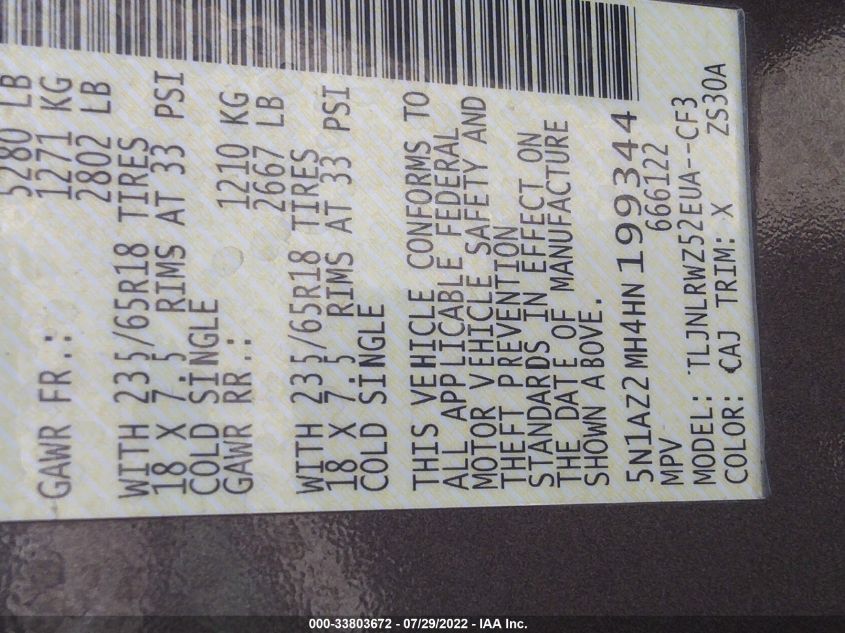 5280 LB
GAWR FR.: 1271 KG
2802 LB
WITH 235/65R18 TIRES
18 X 7.5 RIMS AT 33 PSI
COLD SINGLE
GAWR RR.: 1210 KG
2667 LB
WITH 235/65R18 TIRES
18 X 7.5 RIMS AT 33 PSI
COLD SINGLE
THIS VEHICLE CONFORMS TO
ALL APPLICABLE FEDERAL
MOTOR VEHICLE SAFETY AND
THEFT PREVENTION
STANDARDS IN EFFECT ON
THE DATE OF MANUFACTURE
SHOWN ABOVE.
5N1AZ2MH4HN199344
MPV 666122
MODEL: TLJNLRWZ52EUA--CF3
COLOR: CAJ TRIM: X ZS30A
000-33803672 - 07/29/2022 - IAA Inc.